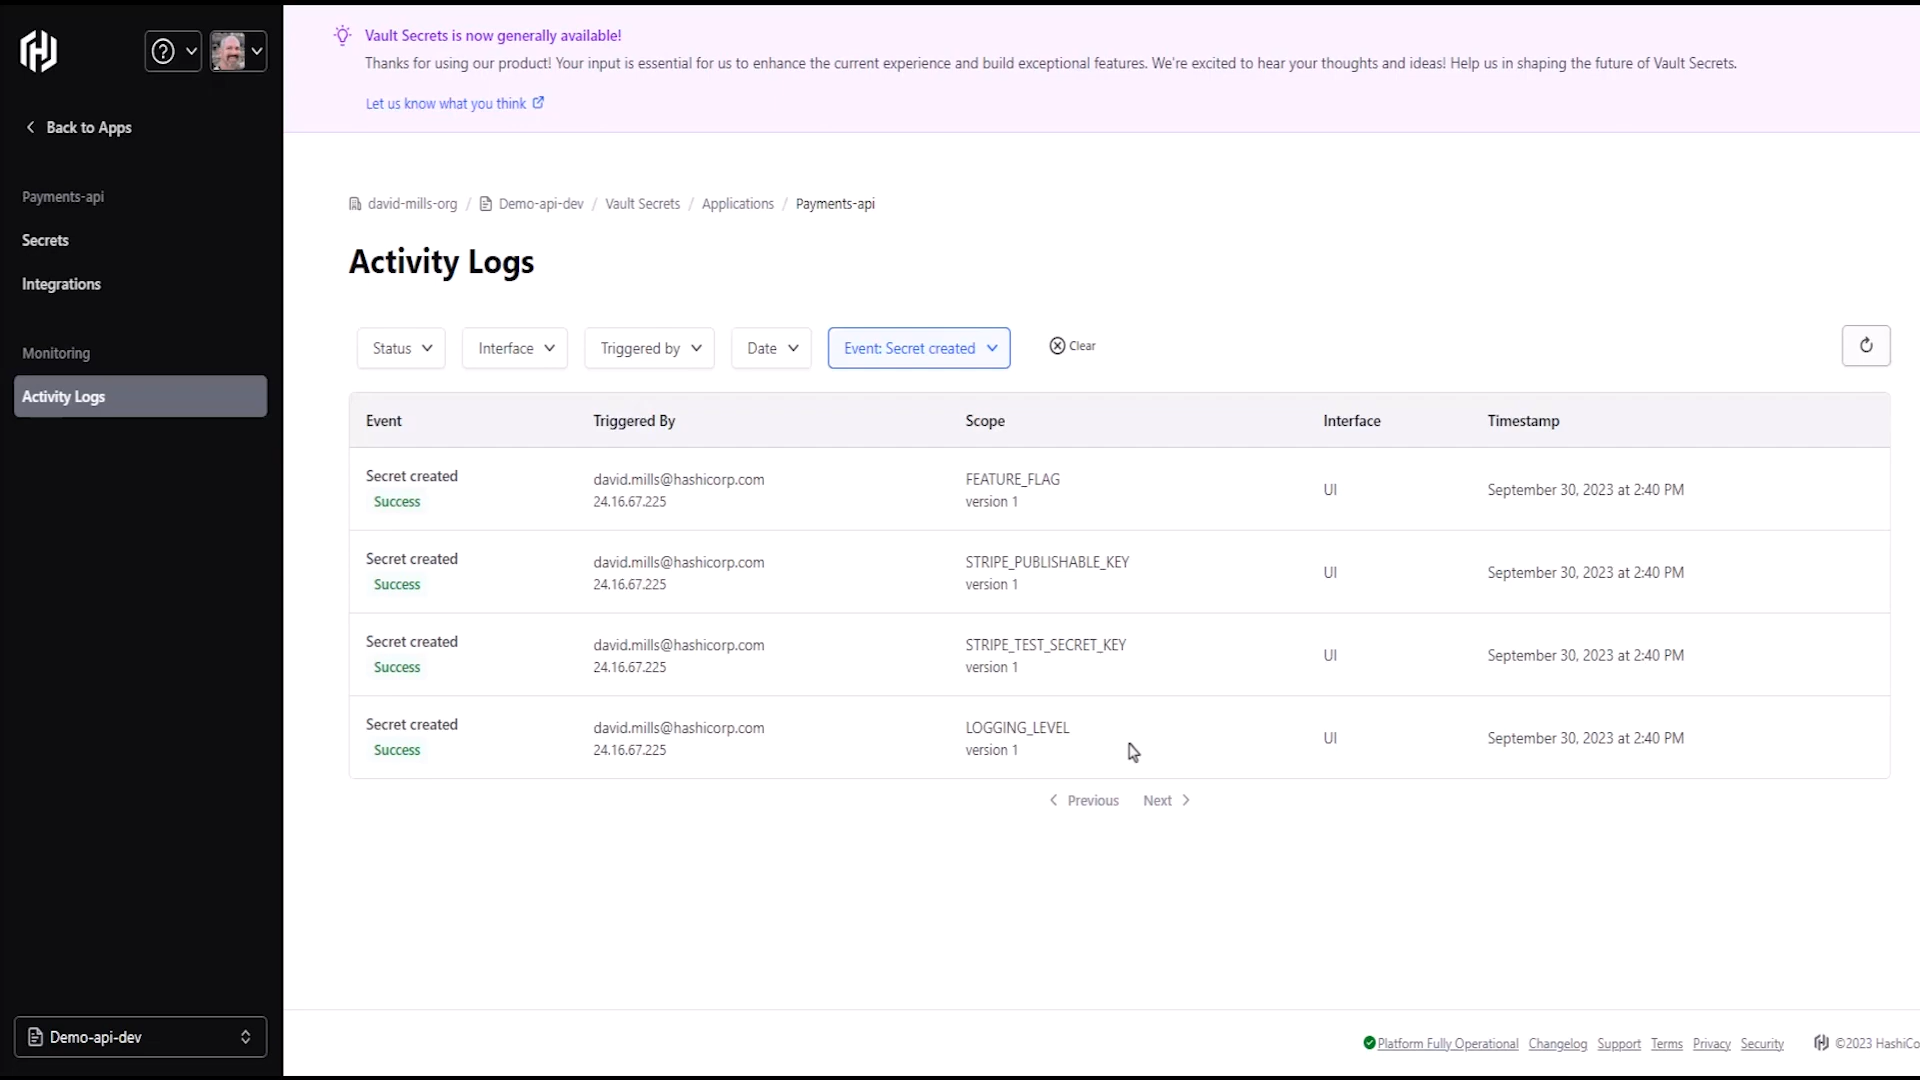 Vault Secrets is now generally available!
Thanks for using our product! Your input is essential for us to enhance the current experience and build exceptional features. We're excited to hear your thoughts and ideas! Help us in shaping the future of Vault Secrets.
Let us know what you think
Back to Apps
Payments-api
Secrets
Integrations
Monitoring
Activity Logs
Demo-api-dev
david-mills-org / Demo-api-dev / Vault Secrets / Applications / Payments-api
Activity Logs
Status Interface Triggered by Date Event: Secret created Clear
Event Triggered By Scope Interface Timestamp
Secret created david.mills@hashicorp.com FEATURE_FLAG UI September 30, 2023 at 2:40 PM
Success 24.16.67.225 version 1
Secret created david.mills@hashicorp.com STRIPE_PUBLISHABLE_KEY UI September 30, 2023 at 2:40 PM
Success 24.16.67.225 version 1
Secret created david.mills@hashicorp.com STRIPE_TEST_SECRET_KEY UI September 30, 2023 at 2:40 PM
Success 24.16.67.225 version 1
Secret created david.mills@hashicorp.com LOGGING_LEVEL UI September 30, 2023 at 2:40 PM
Success 24.16.67.225 version 1
Previous Next
Platform Fully Operational Changelog Support Terms Privacy Security ©2023 HashiCo